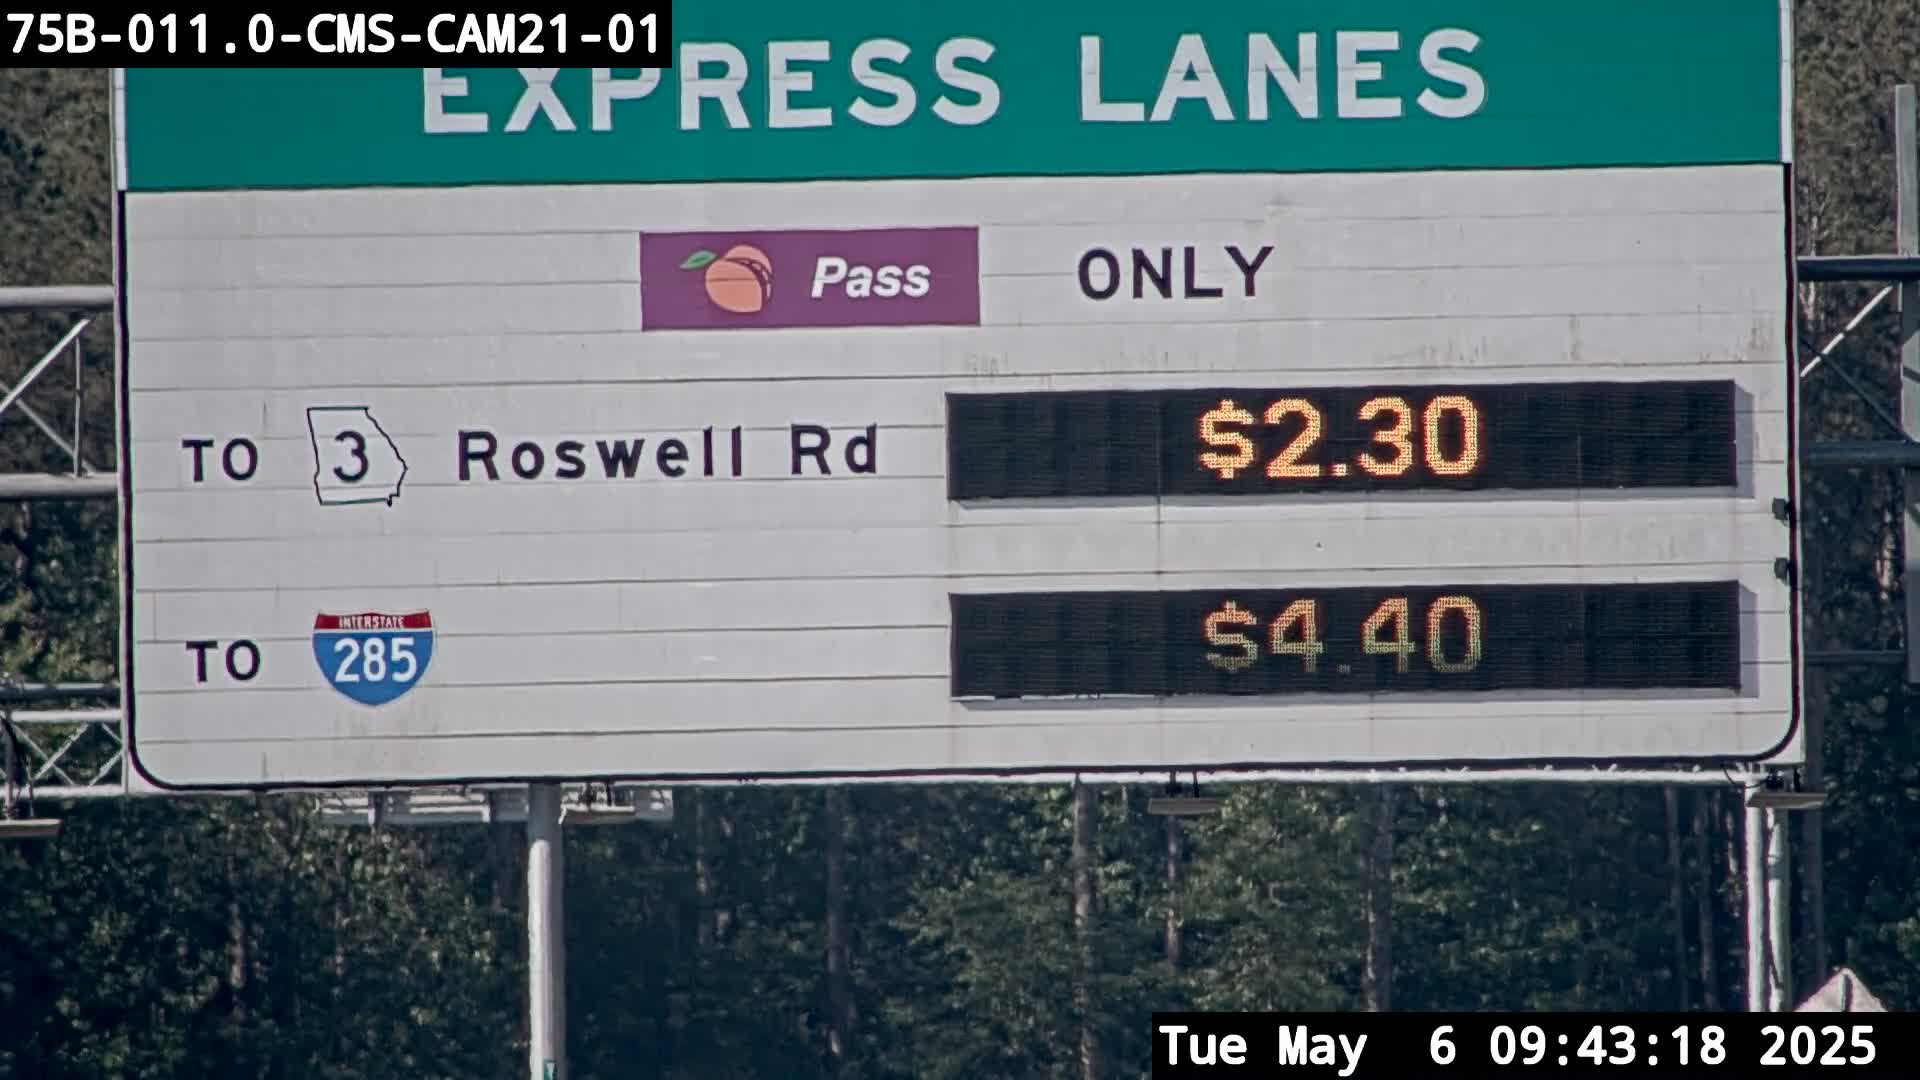 75B-011.0-CMS-CAM21-01
EXPRESS LANES
Pass ONLY
TO 3 Roswell Rd $2.30
TO INTERSTATE 285 $4.40
Tue May 6 09:43:18 2025